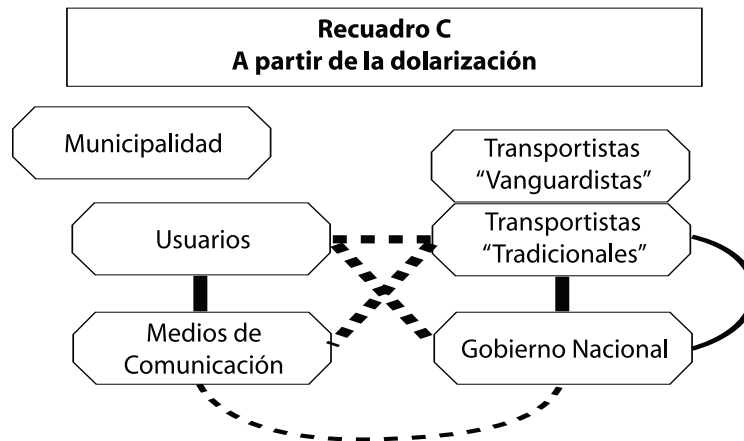 Recuadro C
A partir de la dolarización
Municipalidad
Transportistas
“Vanguardistas”
Usuarios
Transportistas
“Tradicionales”
Medios de
Comunicación
Gobierno Nacional